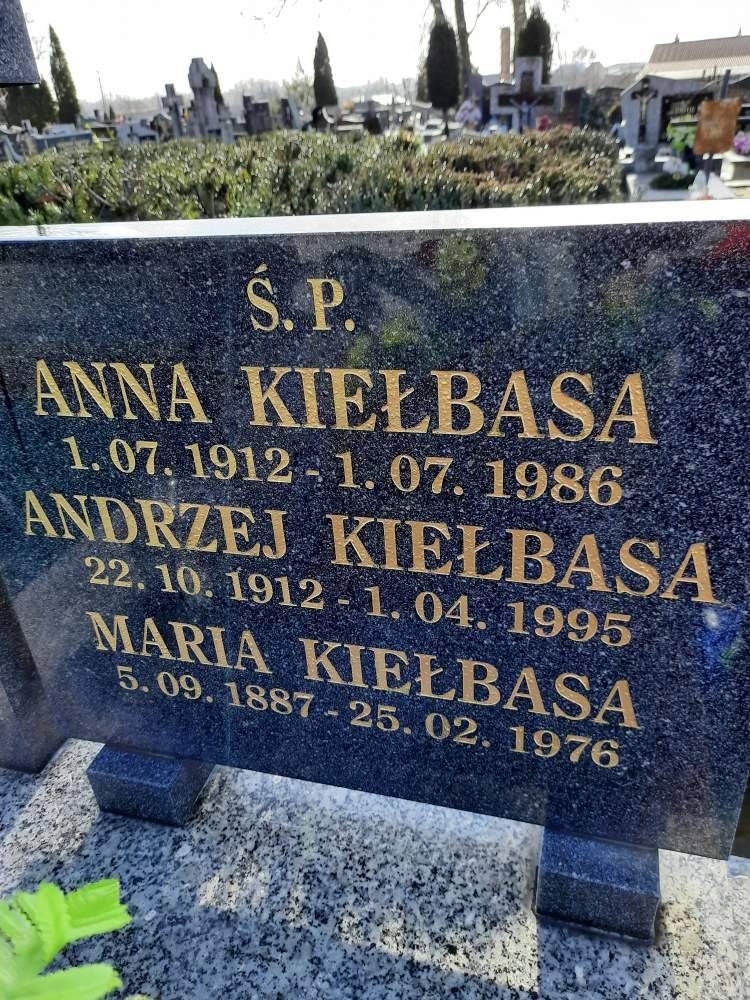 Ś. P.
ANNA KIEŁBASA
1. 07. 1912 - 1. 07. 1986
ANDRZEJ KIEŁBASA
22. 10. 1912 - 1. 04. 1995
MARIA KIEŁBASA
5. 09. 1887 - 25. 02. 1976